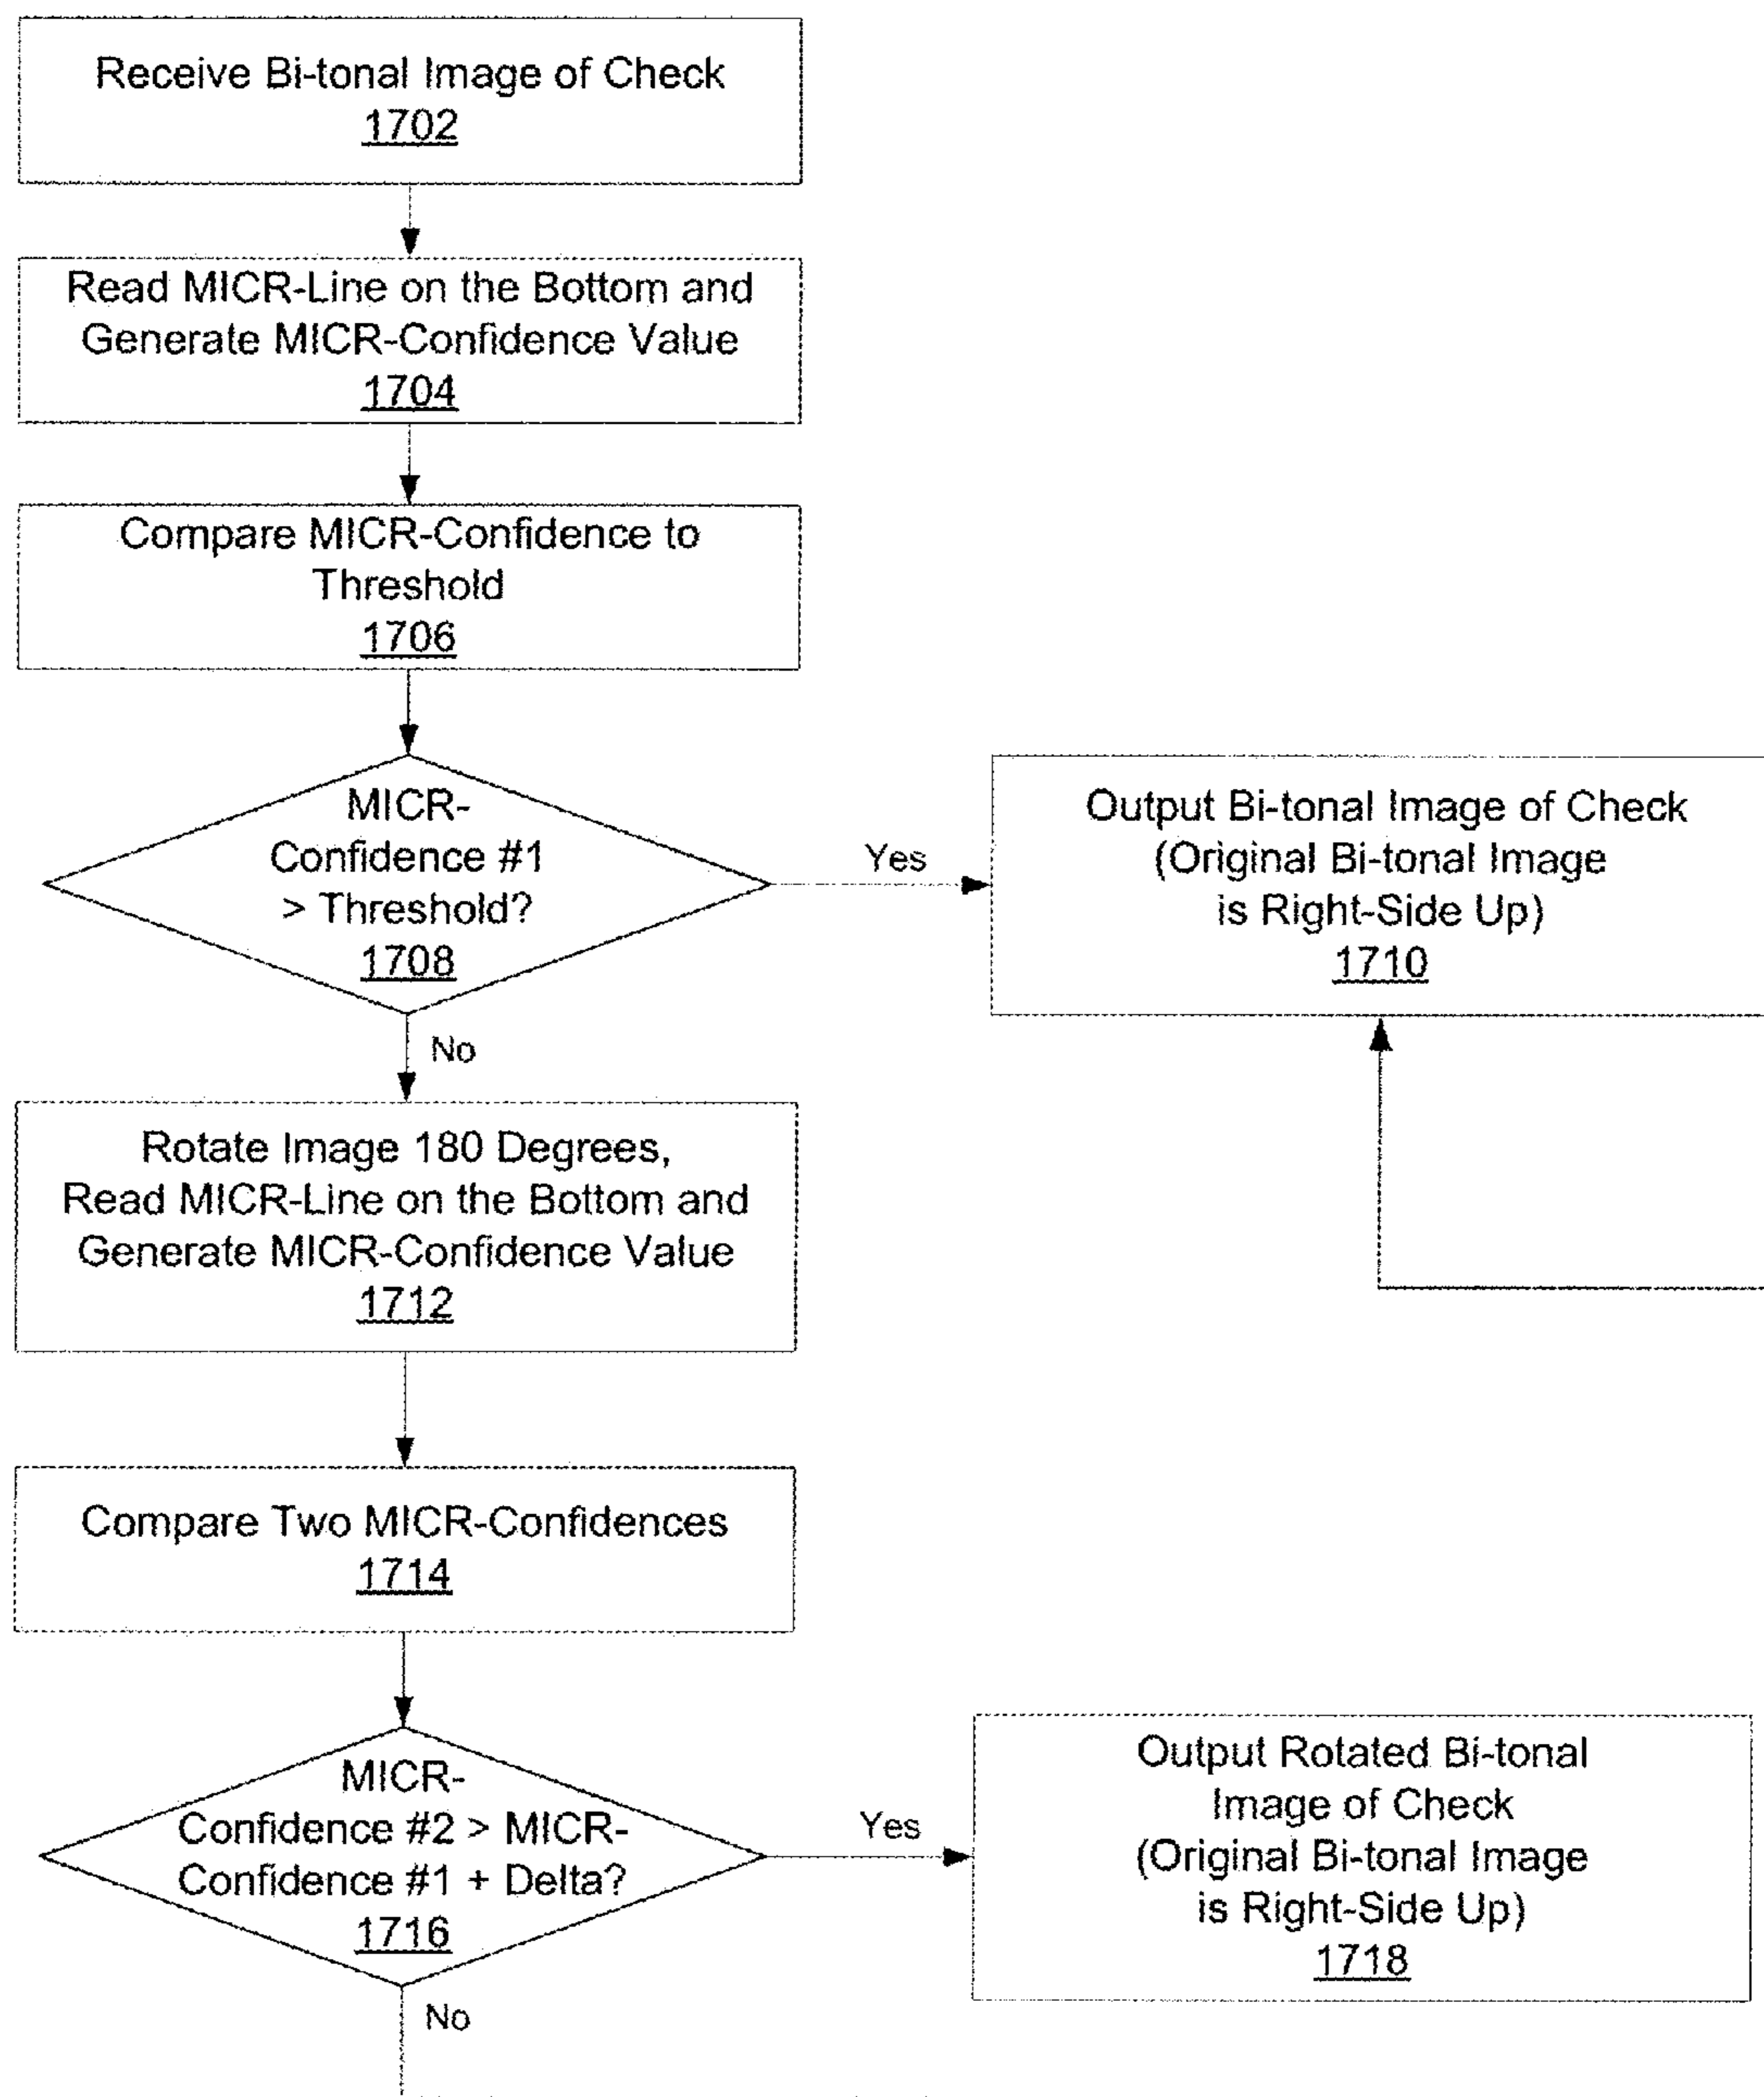 Receive Bi-tonal Image of Check
1702
Read MICR-Line on the Bottom and
Generate MICR-Confidence Value
1704
Compare MICR-Confidence to
Threshold
1706
MICR-
Confidence #1
> Threshold?
1708
Yes
Output Bi-tonal Image of Check
(Original Bi-tonal Image
is Right-Side Up)
1710
No
Rotate Image 180 Degrees,
Read MICR-Line on the Bottom and
Generate MICR-Confidence Value
1712
Compare Two MICR-Confidences
1714
MICR-
Confidence #2 > MICR-
Confidence #1 + Delta?
1716
Yes
Output Rotated Bi-tonal
Image of Check
(Original Bi-tonal Image
is Right-Side Up)
1718
No